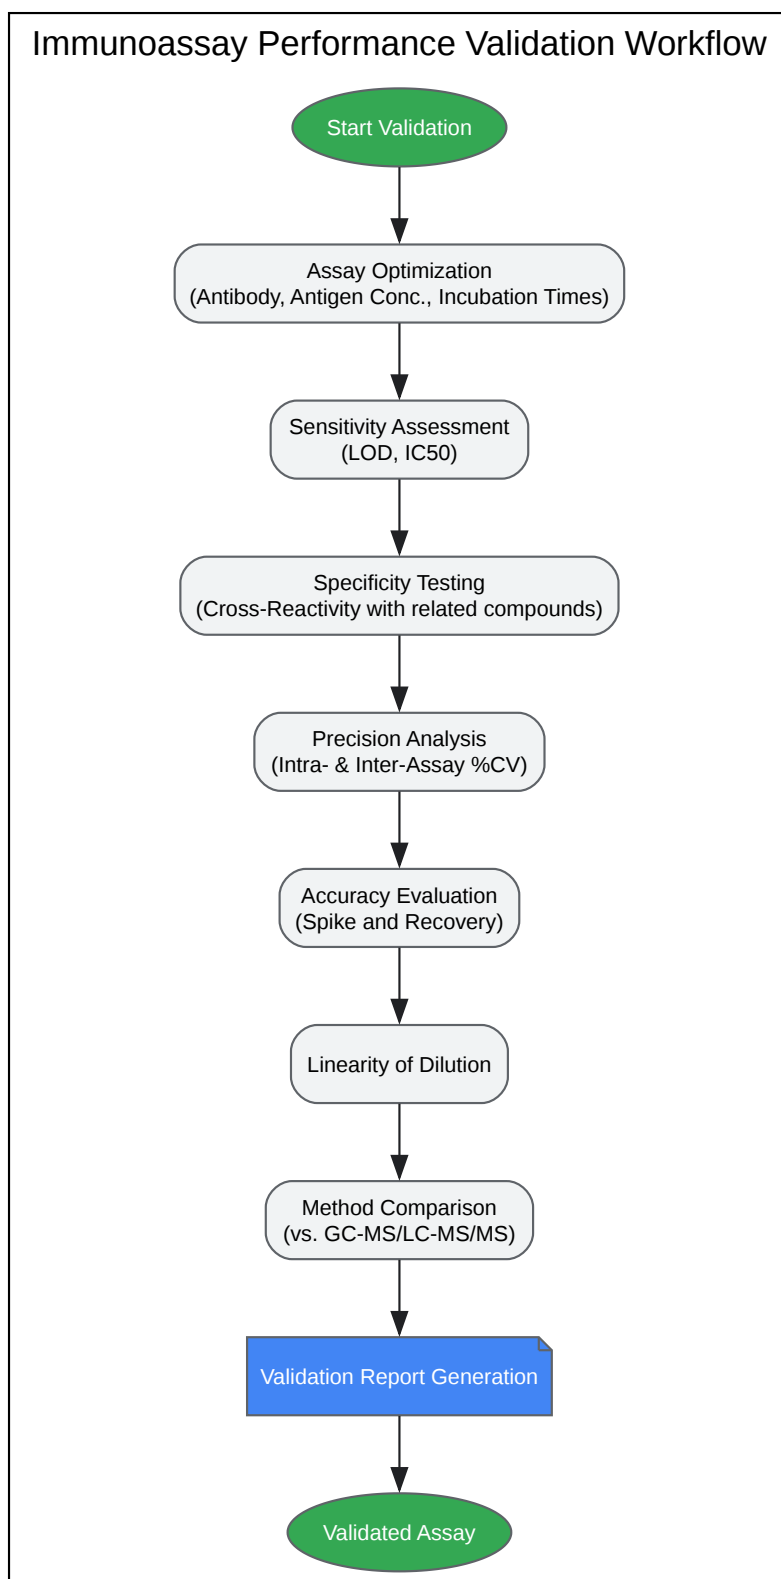 Immunoassay Performance Validation Workflow
Start Validation
Assay Optimization
(Antibody, Antigen Conc., Incubation Times)
Sensitivity Assessment
(LOD, IC50)
Specificity Testing
(Cross-Reactivity with related compounds)
Precision Analysis
(Intra- & Inter-Assay %CV)
Accuracy Evaluation
(Spike and Recovery)
Linearity of Dilution
Method Comparison
(vs. GC-MS/LC-MS/MS)
Validation Report Generation
Validated Assay